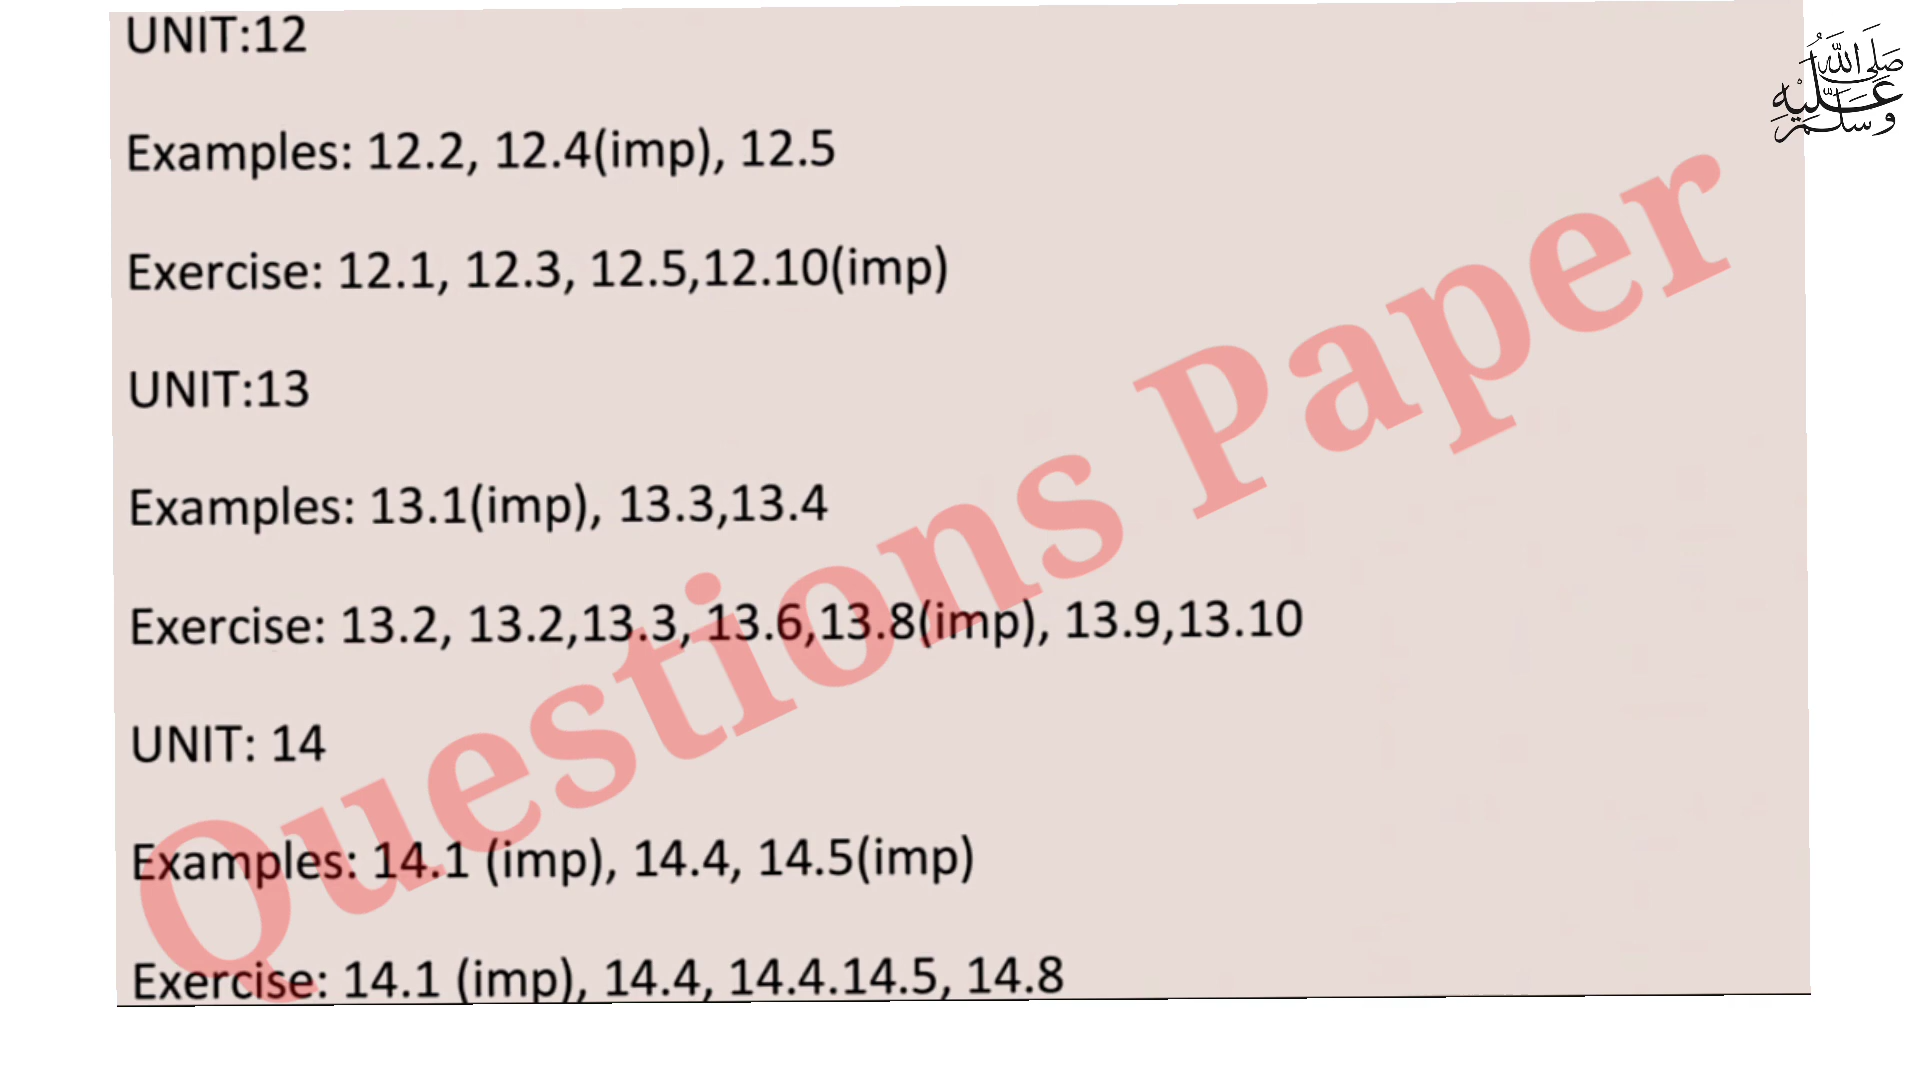 UNIT:12
صلى الله عليه وسلم
Examples: 12.2, 12.4(imp), 12.5
Exercise: 12.1, 12.3, 12.5,12.10(imp)
UNIT:13
Examples: 13.1(imp), 13.3,13.4
Exercise: 13.2, 13.2,13.3, 13.6,13.8(imp), 13.9,13.10
UNIT: 14
Examples: 14.1 (imp), 14.4, 14.5(imp)
Exercise: 14.1 (imp), 14.4, 14.4.14.5, 14.8
Questions Paper